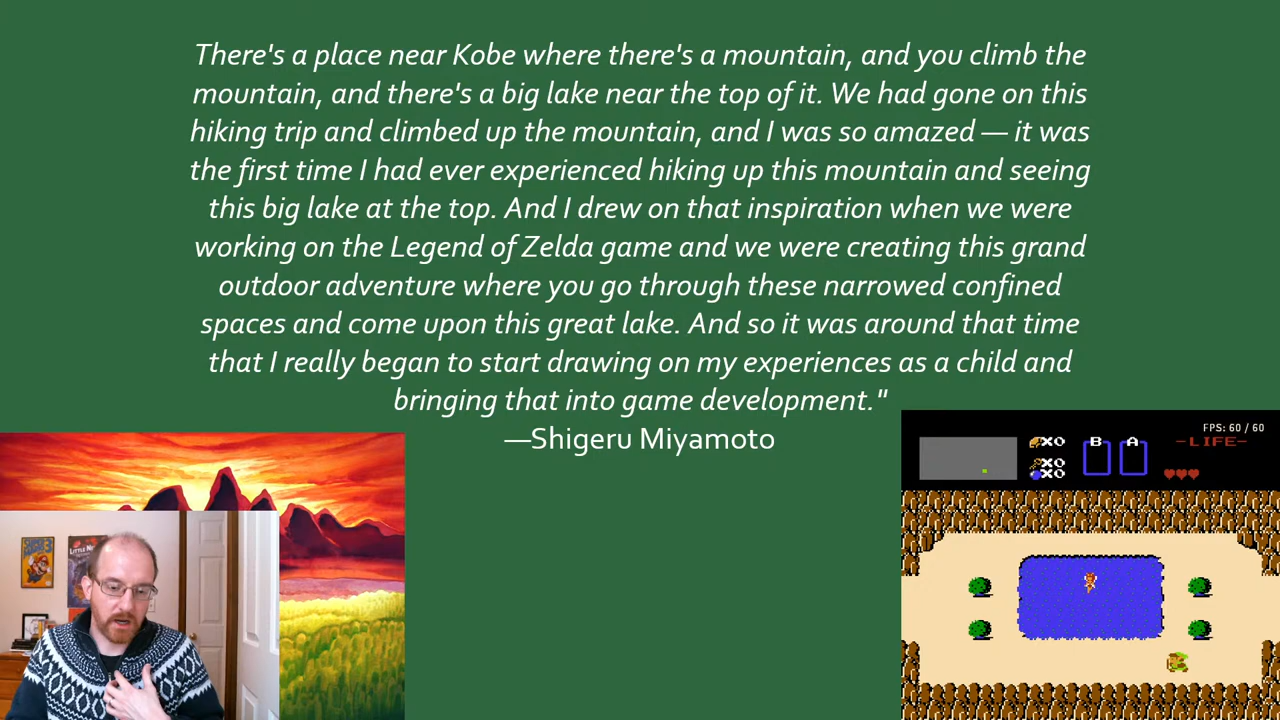 There's a place near Kobe where there's a mountain, and you climb the
mountain, and there's a big lake near the top of it. We had gone on this
hiking trip and climbed up the mountain, and I was so amazed — it was
the first time I had ever experienced hiking up this mountain and seeing
this big lake at the top. And I drew on that inspiration when we were
working on the Legend of Zelda game and we were creating this grand
outdoor adventure where you go through these narrowed confined
spaces and come upon this great lake. And so it was around that time
that I really began to start drawing on my experiences as a child and
bringing that into game development."
—Shigeru Miyamoto
FPS: 60 / 60
X0 B A -LIFE-
X0
X0
LITTLE